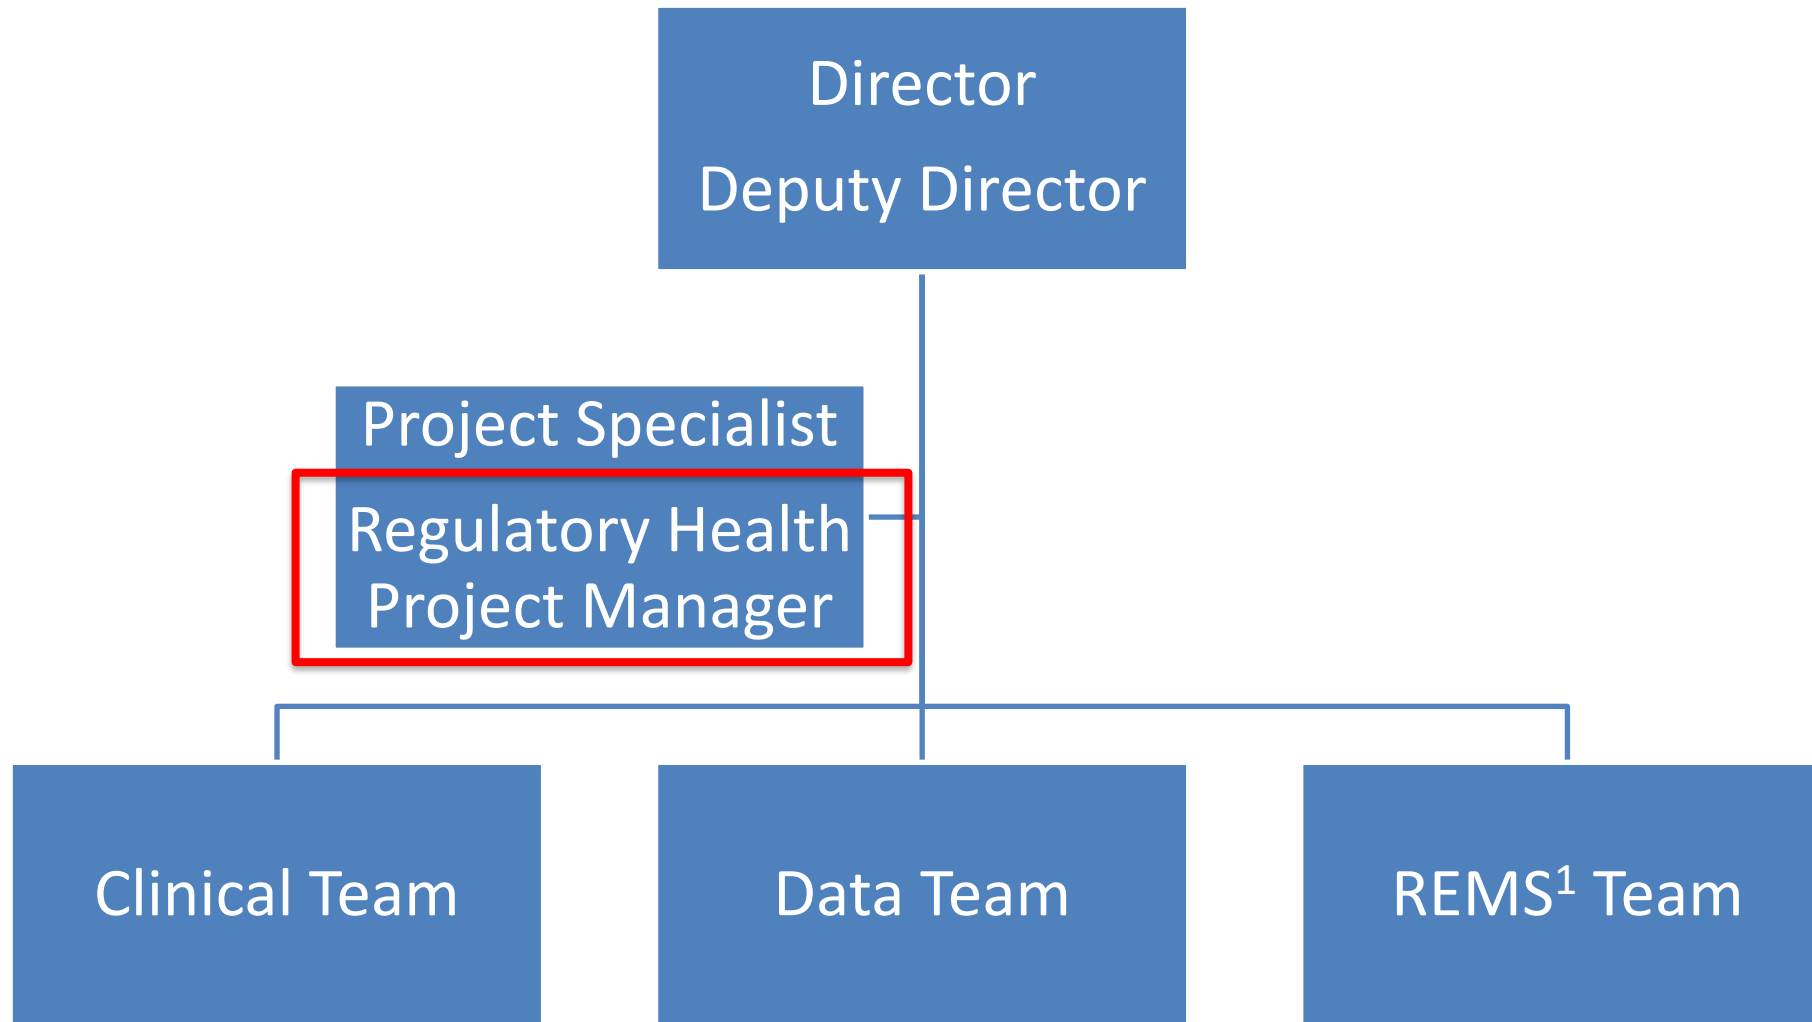 Director
Deputy Director
Project Specialist
Regulatory Health
Project Manager
Clinical Team
Data Team
REMS¹ Team